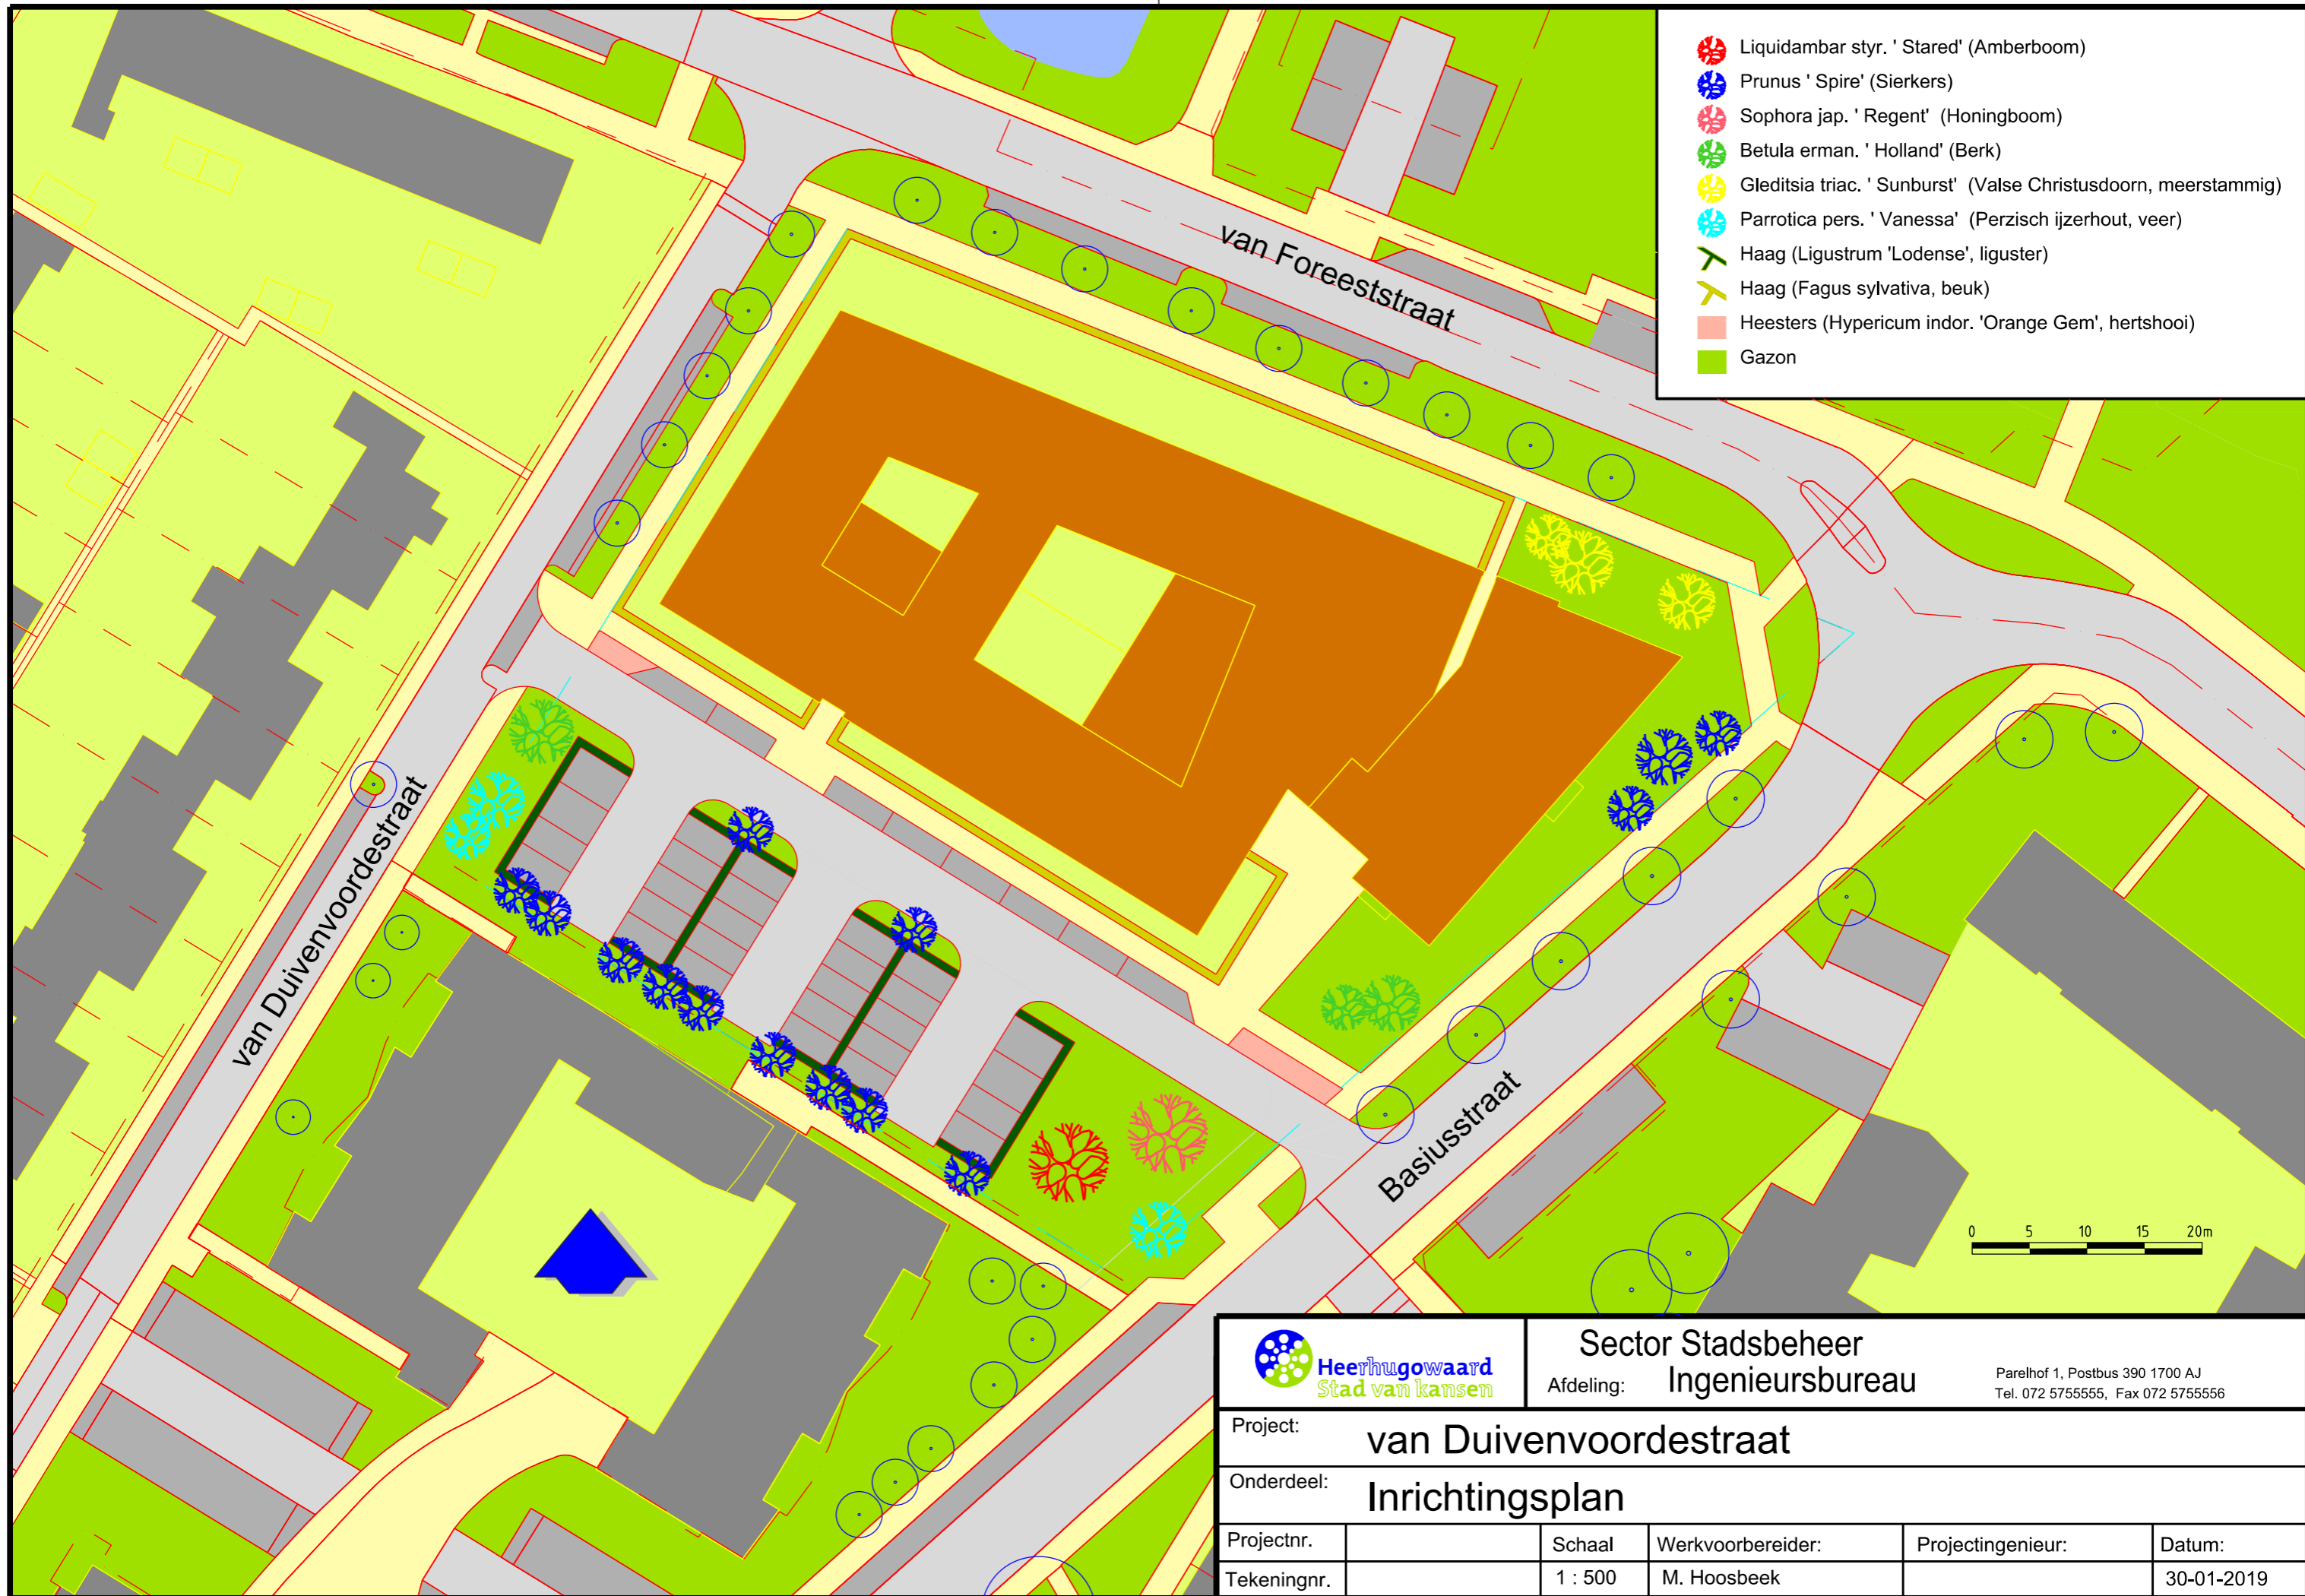 Liquidambar styr. ' Stared' (Amberboom)
Prunus ' Spire' (Sierkers)
Sophora jap. ' Regent' (Honingboom)
Betula erman. ' Holland' (Berk)
Gleditsia triac. ' Sunburst' (Valse Christusdoorn, meerstammig)
Parrotica pers. ' Vanessa' (Perzisch ijzerhout, veer)
Haag (Ligustrum 'Lodense', liguster)
Haag (Fagus sylvativa, beuk)
Heesters (Hypericum indor. 'Orange Gem', hertshooi)
Gazon
van Foreeststraat
van Duivenvoordestraat
Basiusstraat
0 5 10 15 20m
Heerhugowaard
Stad van kansen
Sector Stadsbeheer
Afdeling: Ingenieursbureau
Parelhof 1, Postbus 390 1700 AJ
Tel. 072 5755555, Fax 072 5755556
Project: van Duivenvoordestraat
Onderdeel: Inrichtingsplan
Projectnr. Schaal Werkvoorbereider: Projectingenieur: Datum:
Tekeningnr. 1 : 500 M. Hoosbeek 30-01-2019